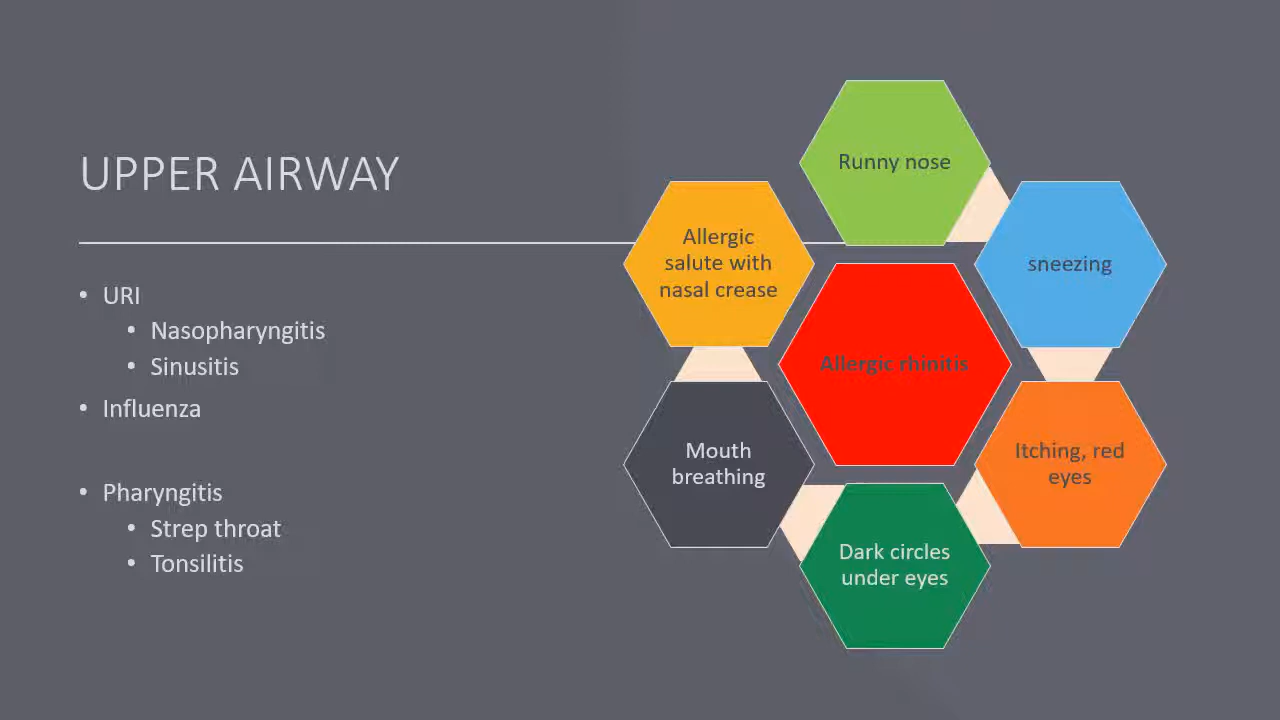 UPPER AIRWAY
URI
Nasopharyngitis
Sinusitis
Influenza
Pharyngitis
Strep throat
Tonsilitis
Runny nose
sneezing
Itching, red
eyes
Dark circles
under eyes
Mouth
breathing
Allergic
salute with
nasal crease
Allergic rhinitis